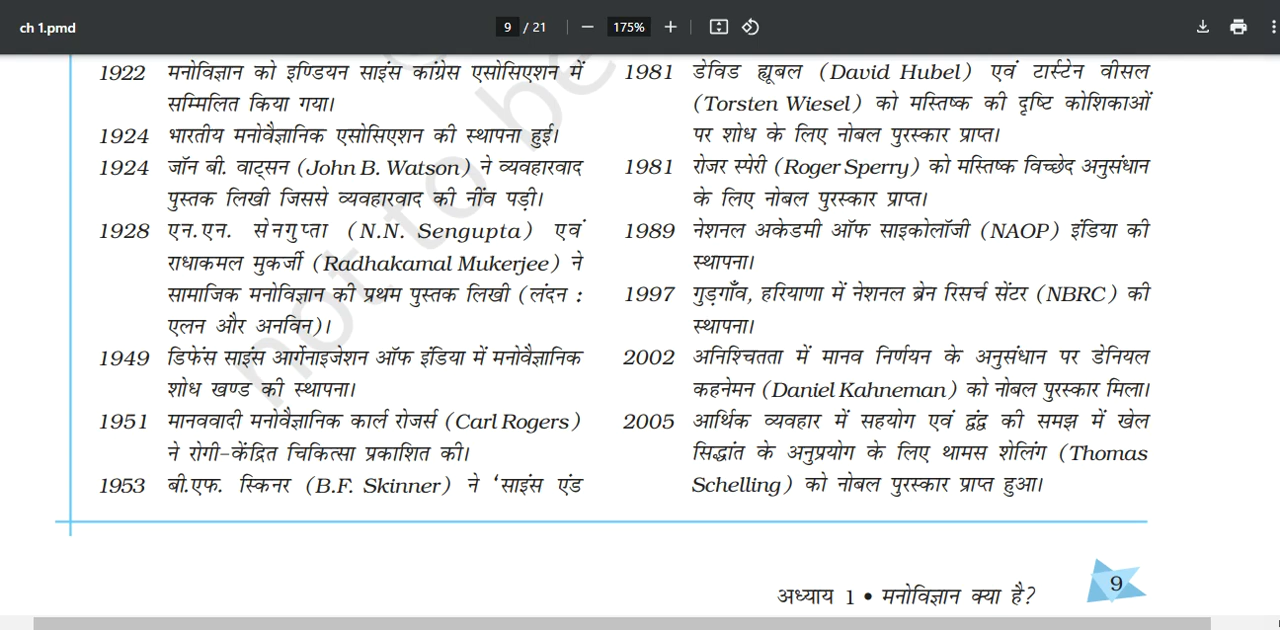 ch 1.pmd
9 / 21
175%
1922 मनोविज्ञान को इण्डियन साइंस कांग्रेस एसोसिएशन में
सम्मिलित किया गया।
1924 भारतीय मनोवैज्ञानिक एसोसिएशन की स्थापना हुई।
1924 जॉन बी. वाट्सन (John B. Watson) ने व्यवहारवाद
पुस्तक लिखी जिससे व्यवहारवाद की नींव पड़ी।
1928 एन.एन. सेनगुप्ता (N.N. Sengupta) एवं
राधाकमल मुकर्जी (Radhakamal Mukerjee) ने
सामाजिक मनोविज्ञान की प्रथम पुस्तक लिखी (लंदन :
एलन और अनविन)।
1949 डिफेंस साइंस आर्गेनाइजेशन ऑफ इंडिया में मनोवैज्ञानिक
शोध खण्ड की स्थापना।
1951 मानववादी मनोवैज्ञानिक कार्ल रोजर्स (Carl Rogers)
ने रोगी-केंद्रित चिकित्सा प्रकाशित की।
1953 बी.एफ. स्किनर (B.F. Skinner) ने ‘साइंस एंड
1981 डेविड ह्यूबल (David Hubel) एवं टार्स्टेन वीसल
(Torsten Wiesel) को मस्तिष्क की दृष्टि कोशिकाओं
पर शोध के लिए नोबल पुरस्कार प्राप्त।
1981 रोजर स्पेरी (Roger Sperry) को मस्तिष्क विच्छेद अनुसंधान
के लिए नोबल पुरस्कार प्राप्त।
1989 नेशनल अकेडमी ऑफ साइकोलॉजी (NAOP) इंडिया की
स्थापना।
1997 गुड़गाँव, हरियाणा में नेशनल ब्रेन रिसर्च सेंटर (NBRC) की
स्थापना।
2002 अनिश्चितता में मानव निर्णयन के अनुसंधान पर डेनियल
कहनेमन (Daniel Kahneman) को नोबल पुरस्कार मिला।
2005 आर्थिक व्यवहार में सहयोग एवं द्वंद्व की समझ में खेल
सिद्धांत के अनुप्रयोग के लिए थामस शेलिंग (Thomas
Schelling) को नोबल पुरस्कार प्राप्त हुआ।
not to be
अध्याय 1 • मनोविज्ञान क्या है?
9